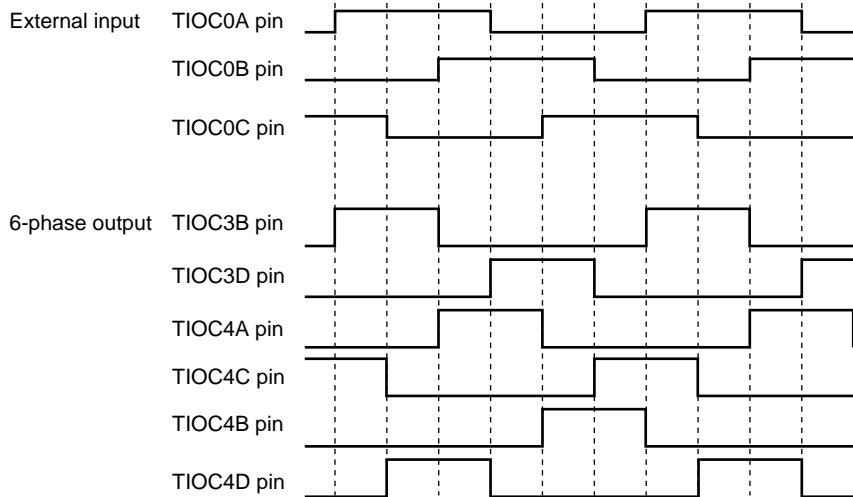 External input TIOC0A pin
TIOC0B pin
TIOC0C pin
6-phase output TIOC3B pin
TIOC3D pin
TIOC4A pin
TIOC4C pin
TIOC4B pin
TIOC4D pin